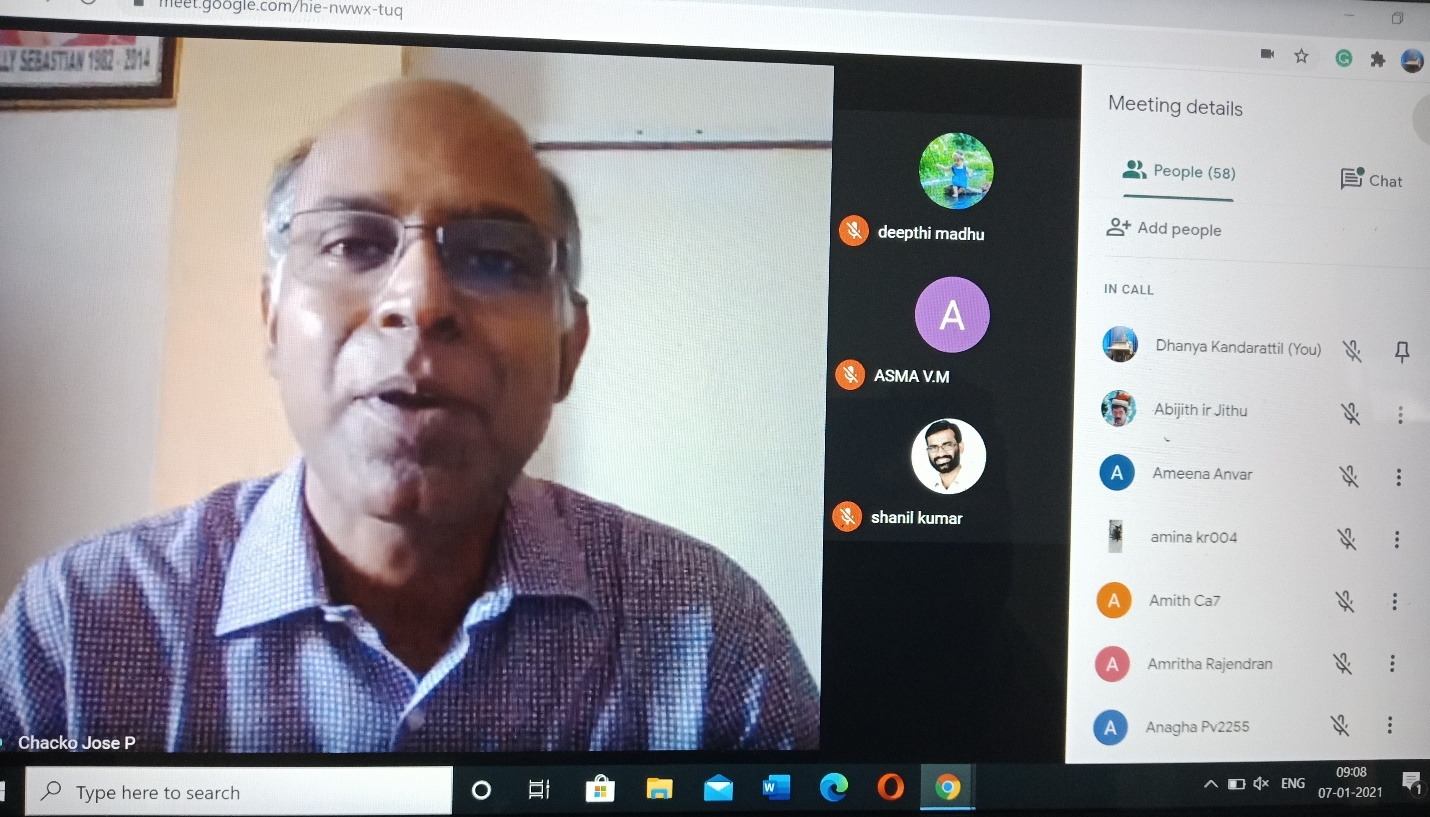 meet.google.com/hie-nwwx-tuq
SEBASTIAN 1982 - 2014
Chacko Jose P
deepthi madhu
A
ASMA V.M
shanil kumar
Meeting details
People (58)
Chat
Add people
IN CALL
Dhanya Kandarattil (You)
Abijith ir Jithu
A Ameena Anvar
amina kr004
A Amith Ca7
A Amritha Rajendran
A Anagha Pv2255
Type here to search
W
ENG
09:08
07-01-2021
1